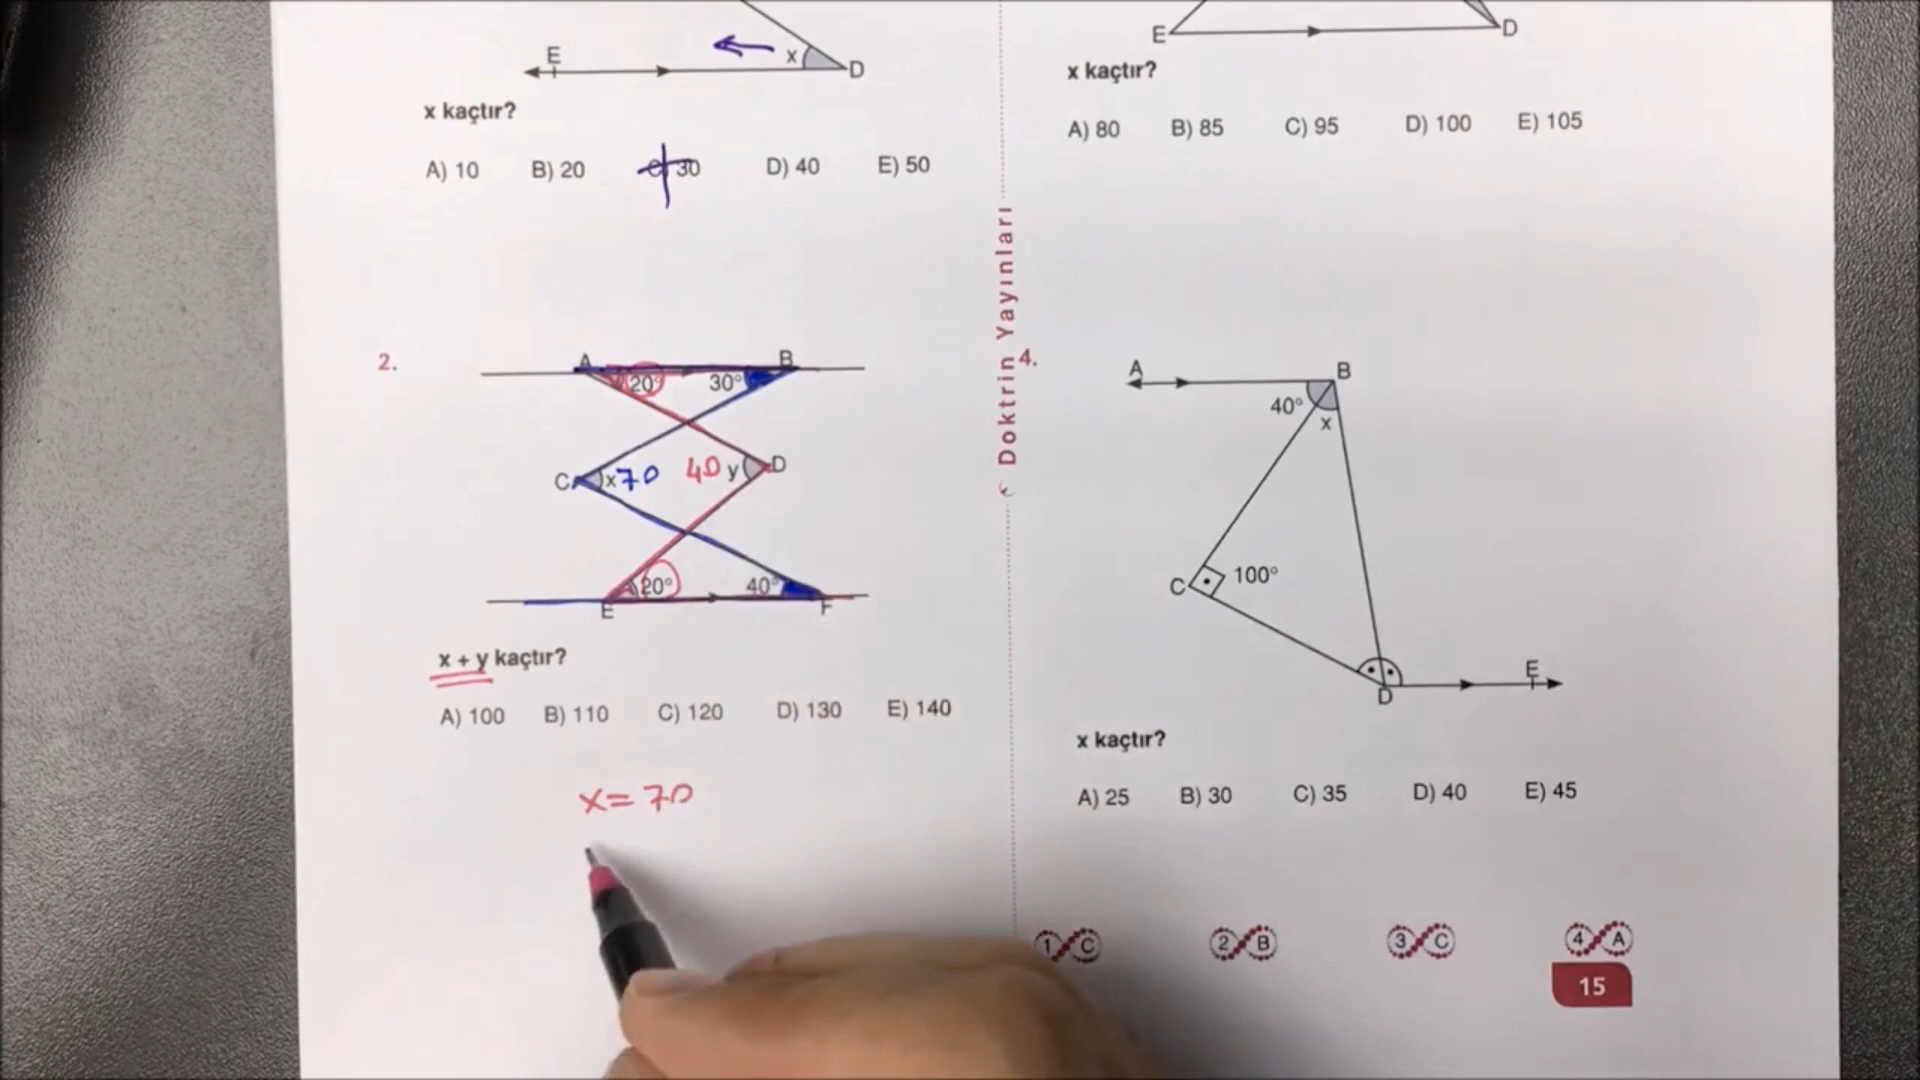 E
x
D
x kaçtır?
A) 10 B) 20 C) 30 D) 40 E) 50
E
D
x kaçtır?
A) 80 B) 85 C) 95 D) 100 E) 105
Doktrin Yayınları
2.
A B
20° 30°
C x 70 40 y D
20° 40°
E F
x + y kaçtır?
A) 100 B) 110 C) 120 D) 130 E) 140
x = 70
4.
A B
40°
x
C 100°
D E
x kaçtır?
A) 25 B) 30 C) 35 D) 40 E) 45
1 C 2 B 3 C 4 A
15